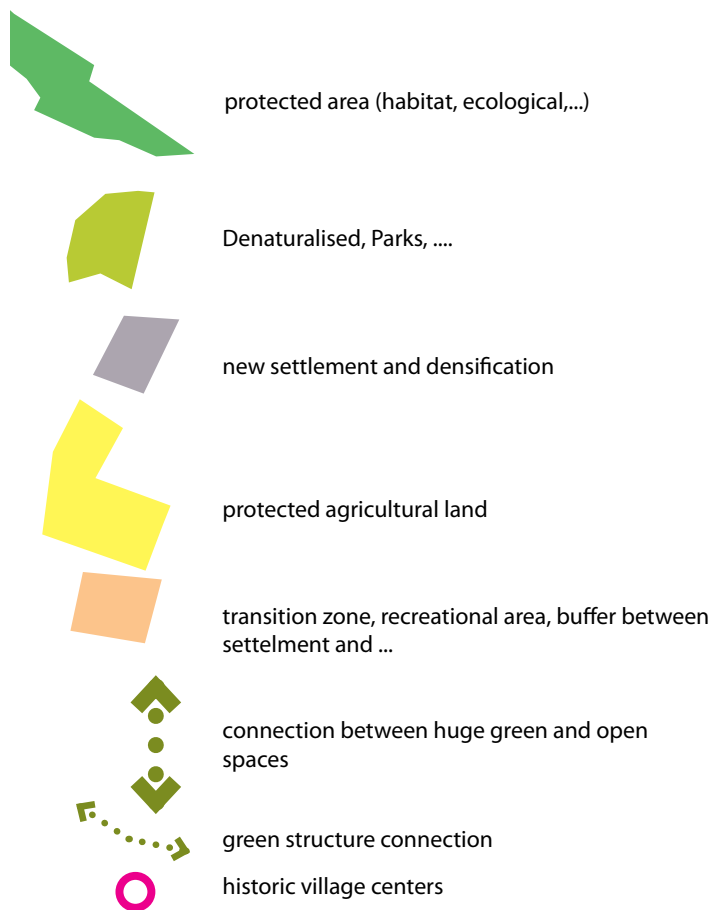 protected area (habitat, ecological,...)
Denaturalised, Parks, ....
new settlement and densification
protected agricultural land
transition zone, recreational area, buffer between
settelment and ...
connection between huge green and open
spaces
green structure connection
historic village centers